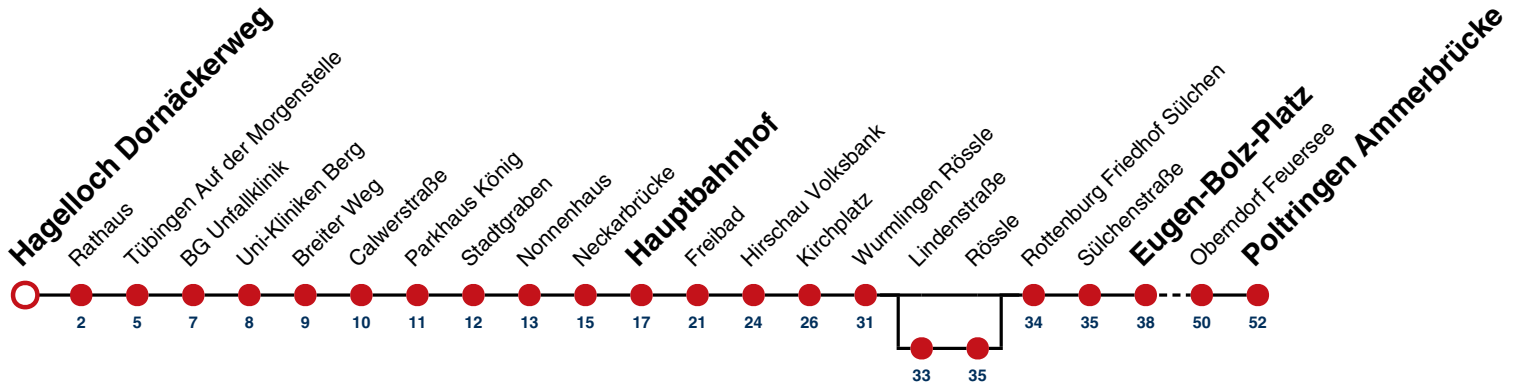 Hagelloch Dornäckerweg
Rathaus
Tübingen Auf der Morgenstelle
BG Unfallklinik
Uni-Kliniken Berg
Breiter Weg
Calwerstraße
Parkhaus König
Stadtgraben
Nonnenhaus
Neckarbrücke
Hauptbahnhof
Freibad
Hirschau Volksbank
Kirchplatz
Wurmlingen Rössle
Lindenstraße
Rössle
Rottenburg Friedhof Sülchen
Sülchenstraße
Eugen-Bolz-Platz
Oberndorf Feuersee
Poltringen Ammerbrücke
2 5 7 8 9 10 11 12 13 15 17 21 24 26 31 34 35 38 50 52
33 35